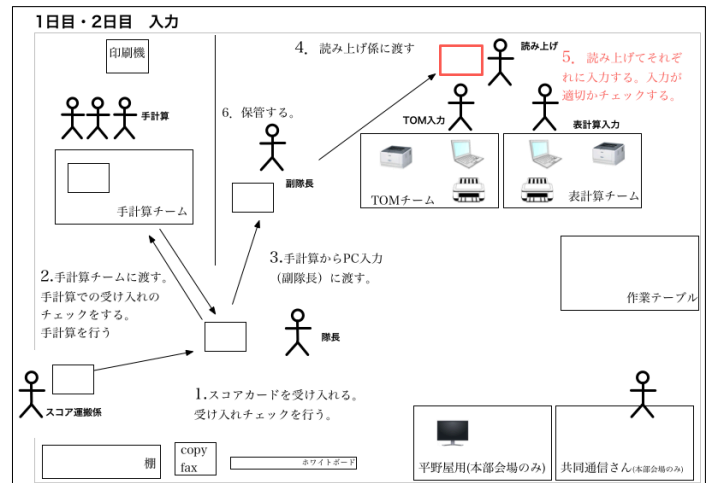 1日目・2日目　入力
印刷機
4．読み上げ係に渡す
読み上げ
5．読み上げてそれぞ
れに入力する。入力が
適切かチェックする。
手計算
6．保管する。
TOM入力
表計算入力
副隊長
手計算チーム
TOMチーム
表計算チーム
3.手計算からPC入力
（副隊長）に渡す。
2.手計算チームに渡す。
手計算での受け入れの
チェックをする。
手計算を行う
作業テーブル
隊長
スコア運搬係
1.スコアカードを受け入れる。
受け入れチェックを行う。
棚
copy
fax
ホワイトボード
平野屋用(本部会場のみ)
共同通信さん(本部会場のみ)